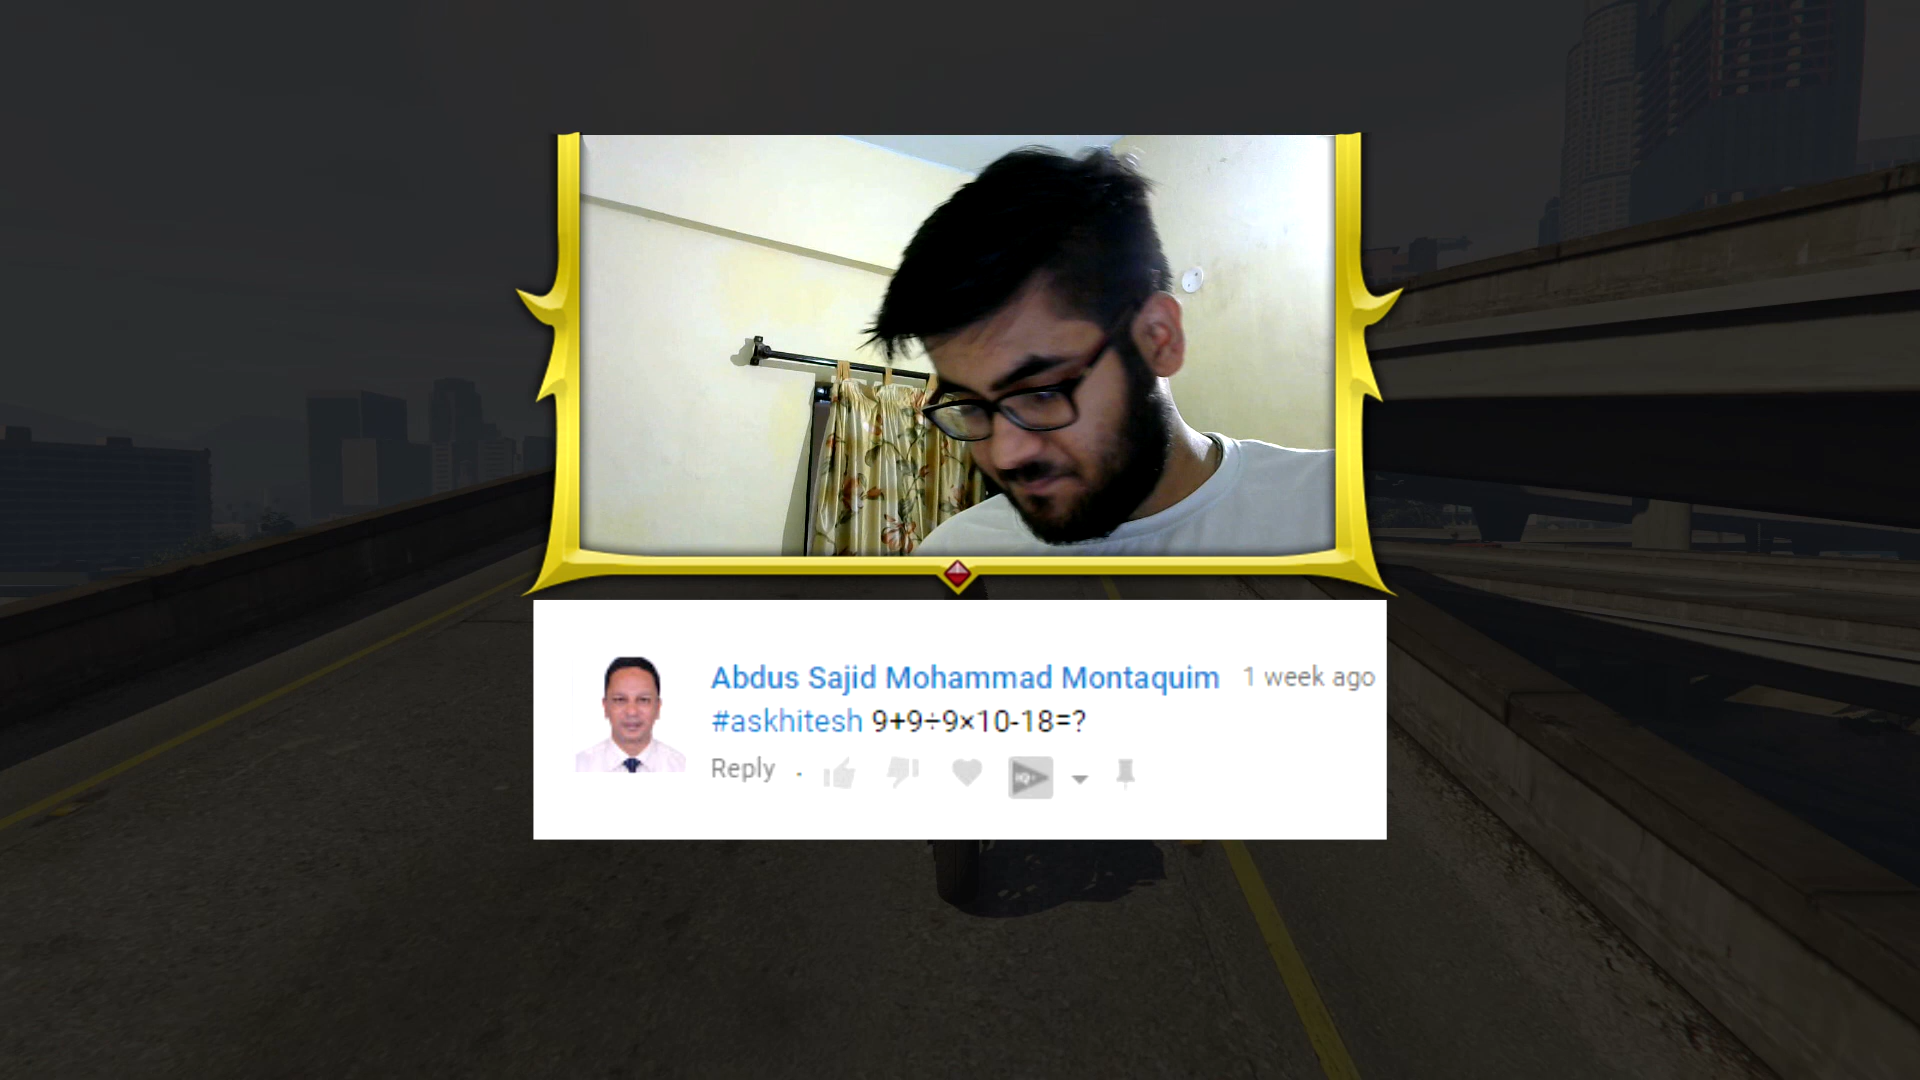 Abdus Sajid Mohammad Montaquim 1 week ago
#askhitesh 9+9÷9×10-18=?
Reply